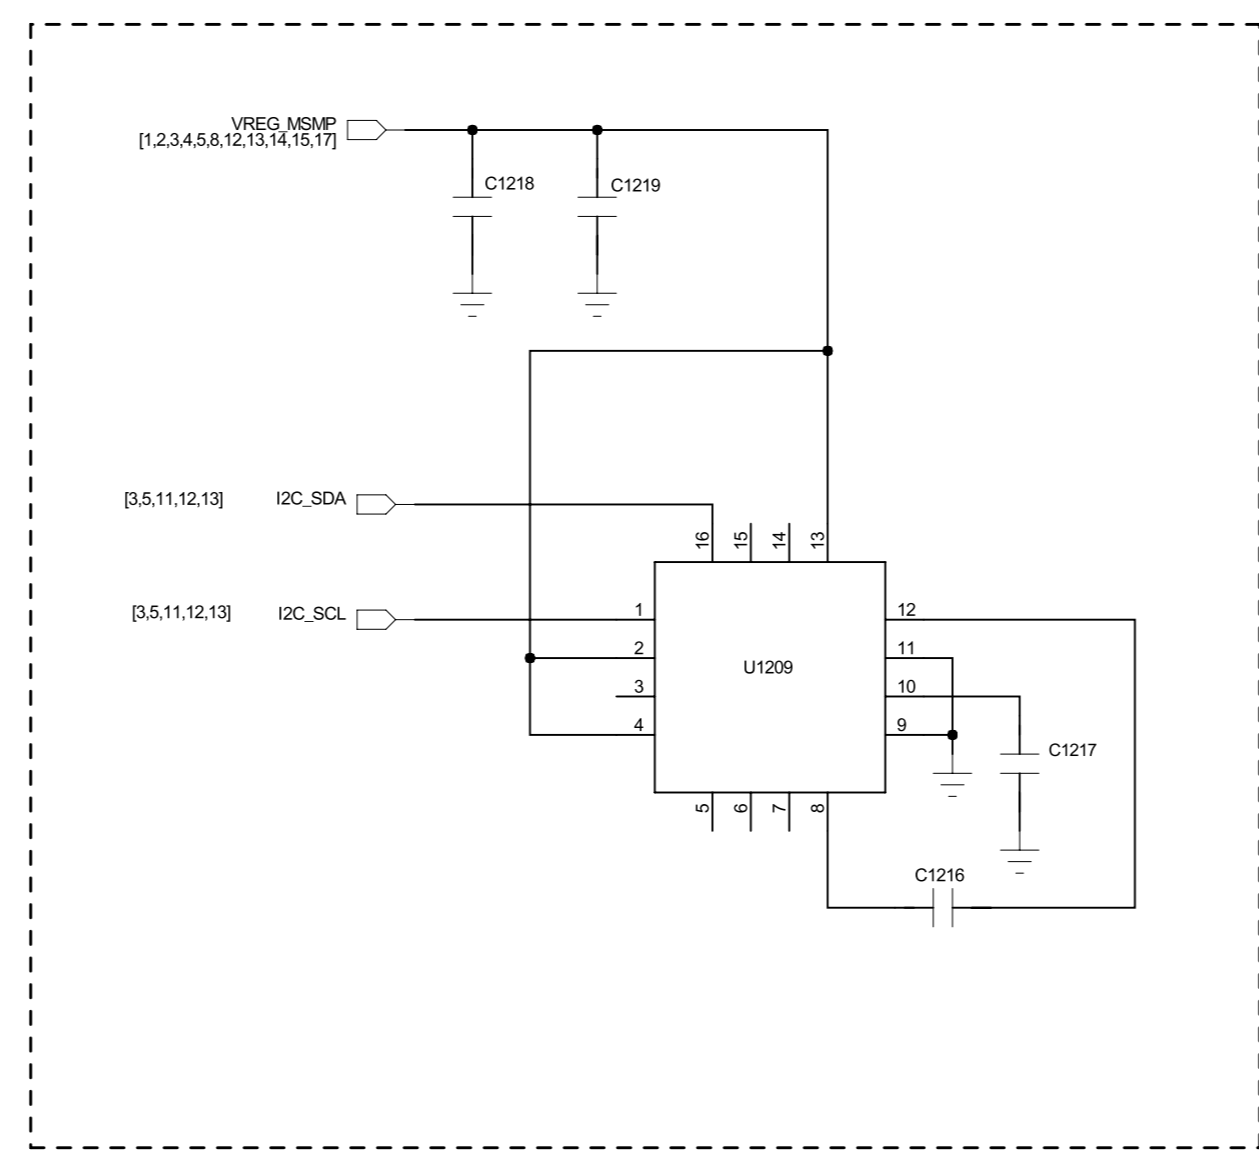 VREG_MSMP
[1,2,3,4,5,8,12,13,14,15,17]
C1218
C1219
[3,5,11,12,13]
I2C_SDA
16
15
14
13
[3,5,11,12,13]
I2C_SCL
1
12
2
11
U1209
3
10
4
9
C1217
5
6
7
8
C1216